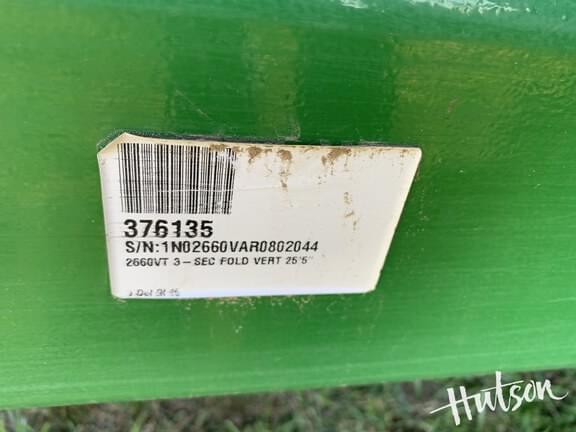 376135
S/N:1N02660VAR0802044
2660VT 3-SEC FOLD VERT 25'5"
Hutson